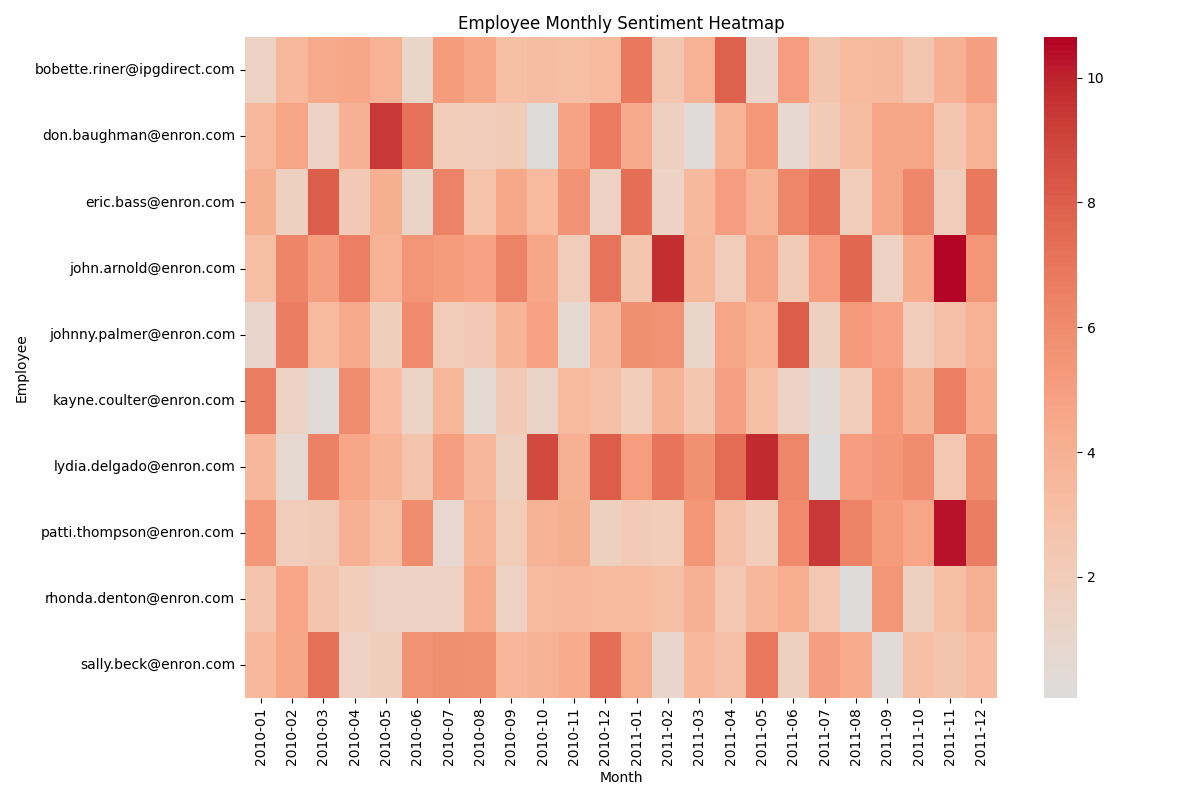 Employee Monthly Sentiment Heatmap
Employee
bobette.riner@ipgdirect.com
don.baughman@enron.com
eric.bass@enron.com
john.arnold@enron.com
johnny.palmer@enron.com
kayne.coulter@enron.com
lydia.delgado@enron.com
patti.thompson@enron.com
rhonda.denton@enron.com
sally.beck@enron.com
2010-01
2010-02
2010-03
2010-04
2010-05
2010-06
2010-07
2010-08
2010-09
2010-10
2010-11
2010-12
2011-01
2011-02
2011-03
2011-04
2011-05
2011-06
2011-07
2011-08
2011-09
2011-10
2011-11
2011-12
Month
10
8
6
4
2